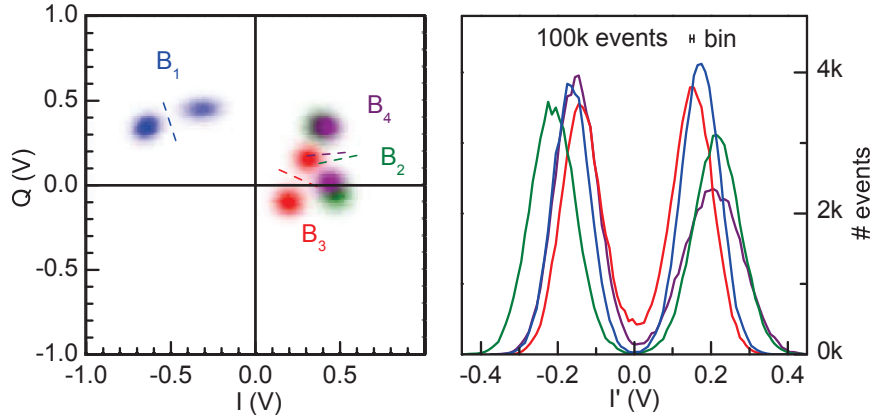 1.0
0.5
0.0
-0.5
-1.0
Q (V)
-1.0 -0.5 0.0 0.5
I (V)
B1
B4
B2
B3
100k events H bin
4k
2k
0k
# events
-0.4 -0.2 0.0 0.2 0.4
I' (V)